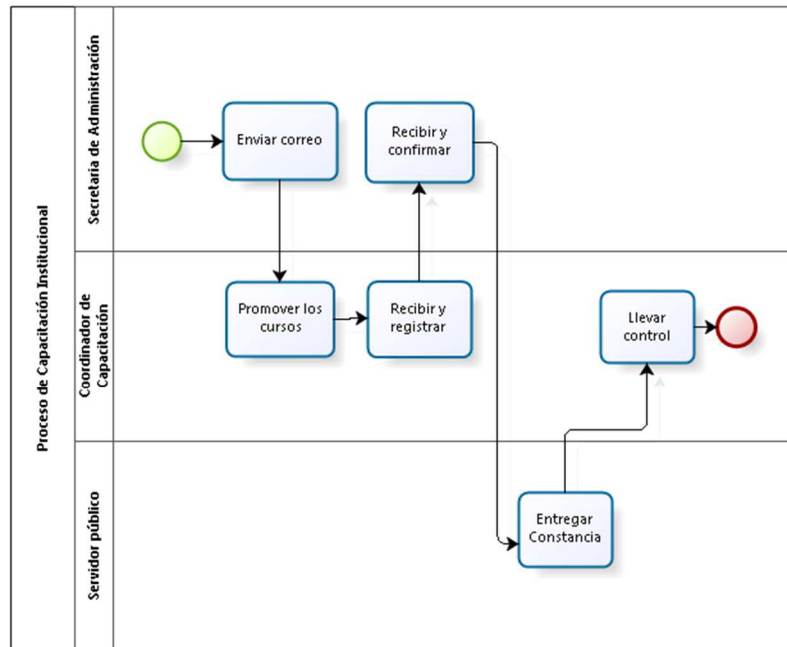 Proceso de Capacitación Institucional
Secretaria de Administración
Enviar correo
Recibir y
confirmar
Coordinador de
Capacitación
Promover los
cursos
Recibir y
registrar
Llevar
control
Servidor público
Entregar
Constancia